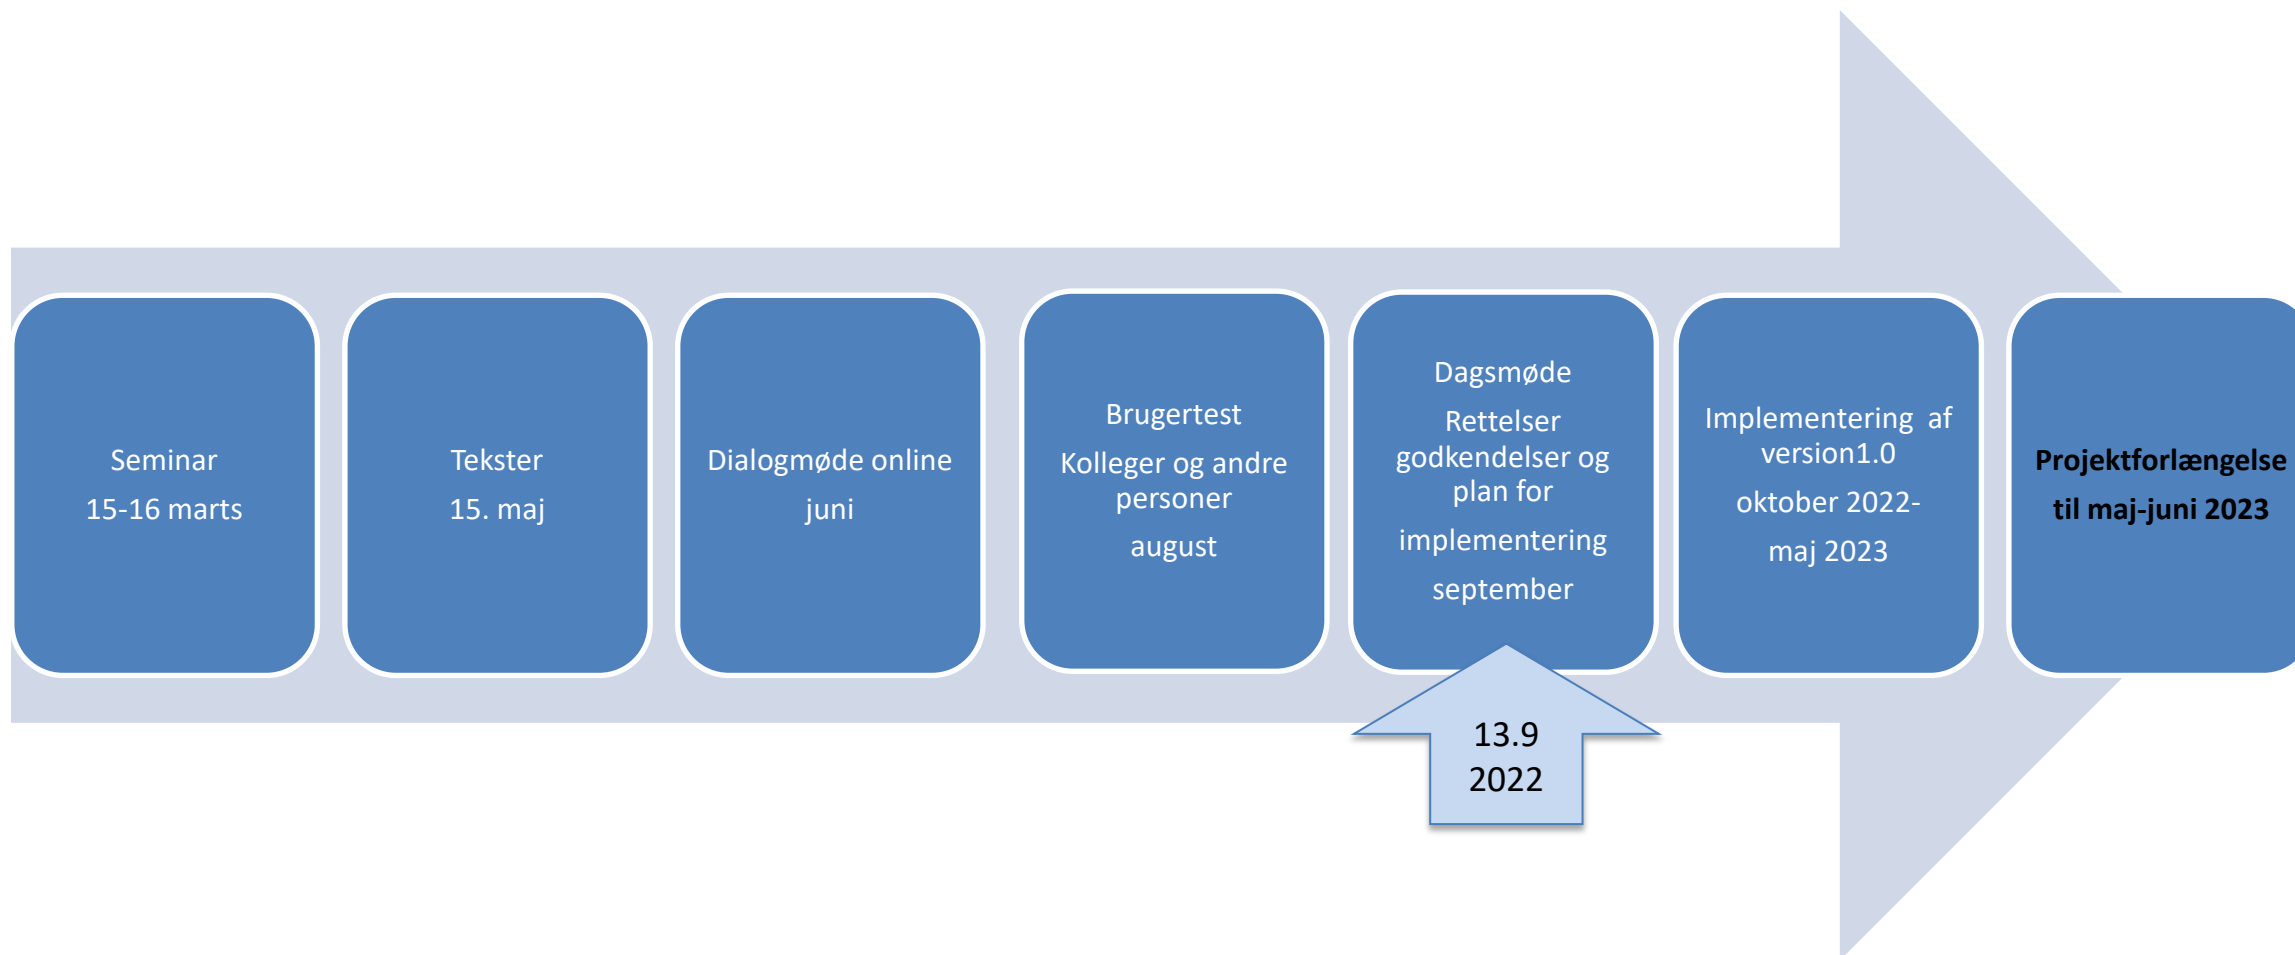 Seminar
15-16 marts
Tekster
15. maj
Dialogmøde online
juni
Brugertest
Kolleger og andre
personer
august
Dagsmøde
Rettelser
godkendelser og
plan for
implementering
september
Implementering  af
version1.0
oktober 2022-
maj 2023
Projektforlængelse
til maj-juni 2023
13.9
2022